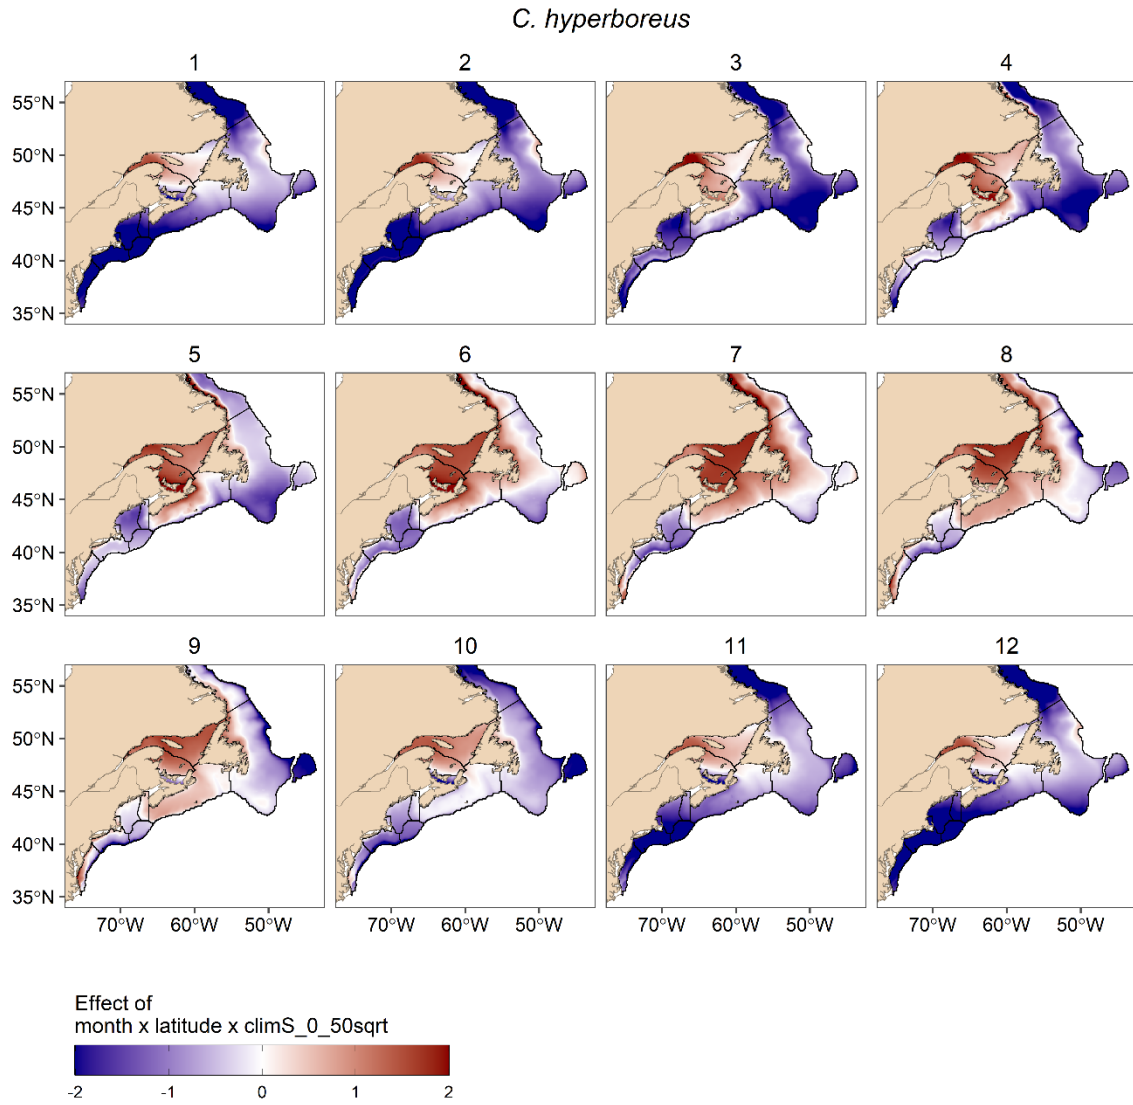 C. hyperboreus
1 2 3 4
55°N
50°N
45°N
40°N
35°N
5 6 7 8
55°N
50°N
45°N
40°N
35°N
9 10 11 12
55°N
50°N
45°N
40°N
35°N
70°W 60°W 50°W 70°W 60°W 50°W 70°W 60°W 50°W 70°W 60°W 50°W
Effect of
month x latitude x climS_0_50sqrt
-2 -1 0 1 2